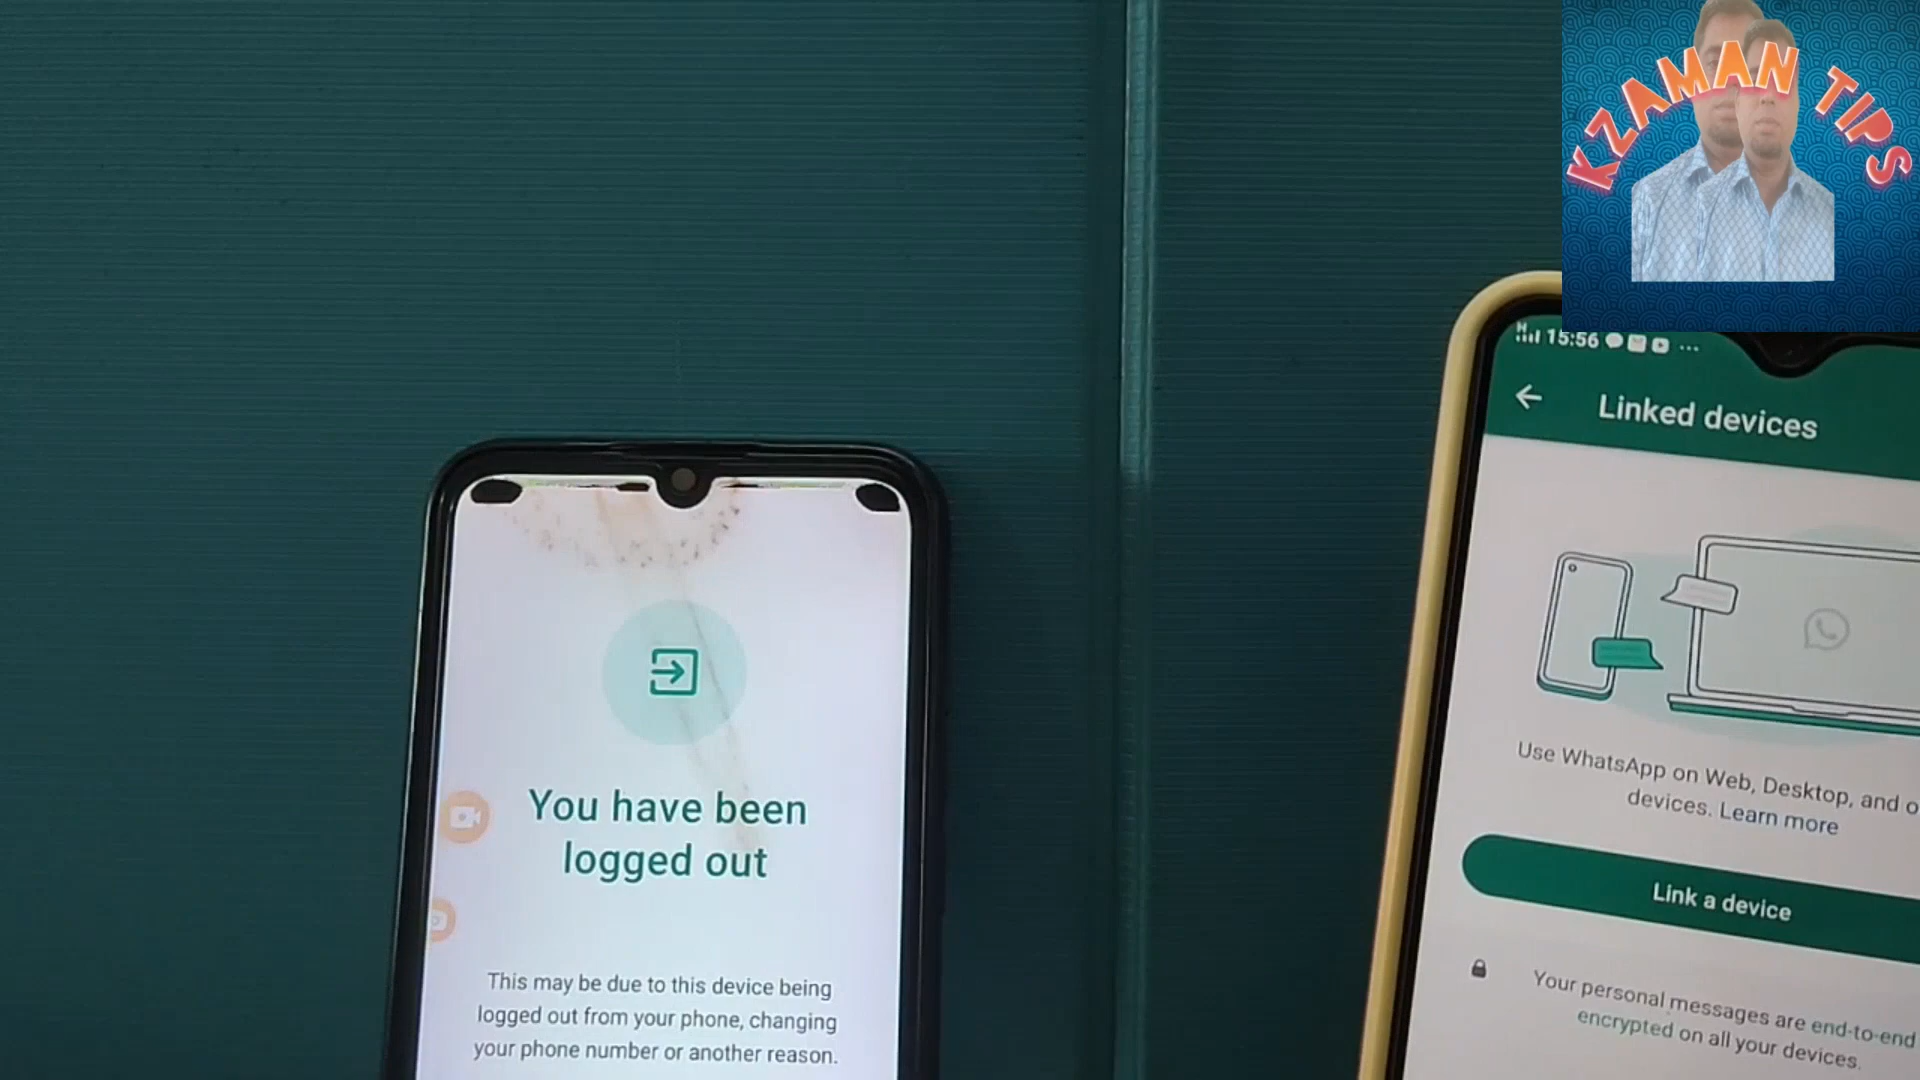 KZAMAN TIPS
15:56
Linked devices
Use WhatsApp on Web, Desktop, and
devices. Learn more
Link a device
Your personal messages are end-to-end
encrypted on all your devices.
You have been
logged out
This may be due to this device being
logged out from your phone, changing
your phone number or another reason.